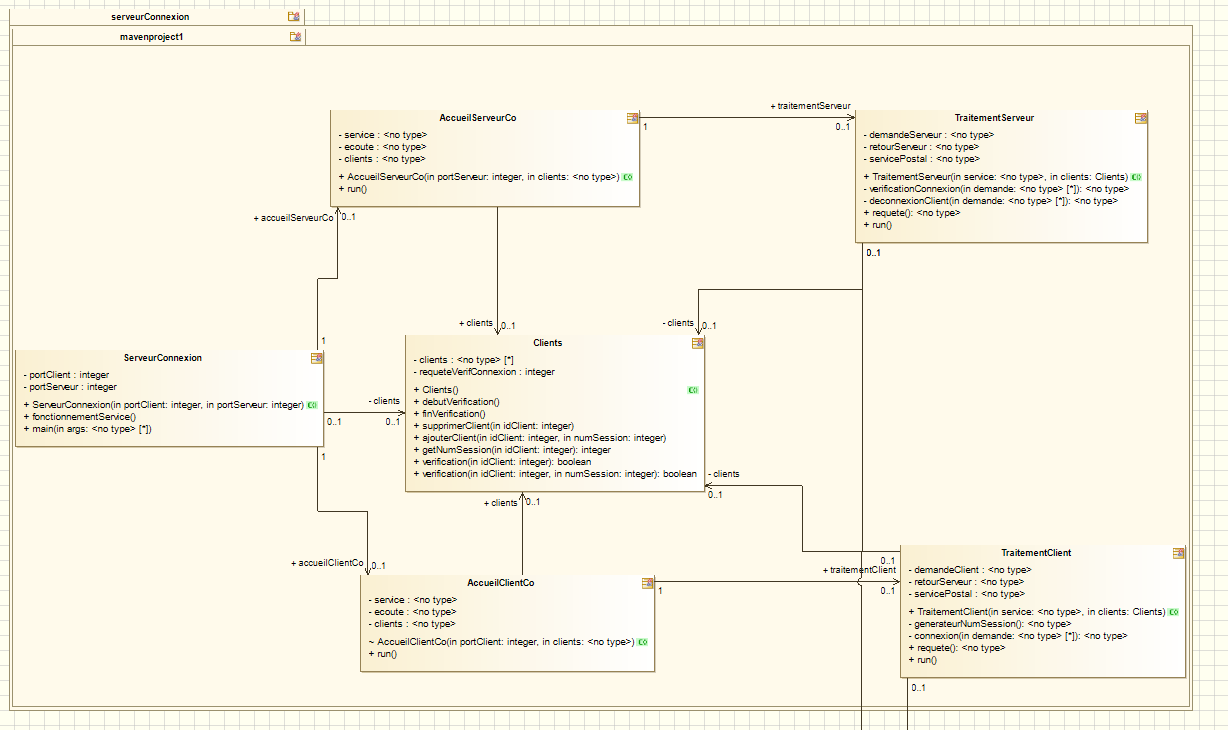 serveurConnexion
mavenproject1
AccueilServeurCo
- service : <no type>
- ecoute : <no type>
- clients : <no type>
+ AccueilServeurCo(in portServeur: integer, in clients: <no type>)
+ run()
1
+ traitementServeur
0..1
TraitementServeur
- demandeServeur : <no type>
- retourServeur : <no type>
- servicePostal : <no type>
+ TraitementServeur(in service: <no type>, in clients: Clients)
- verificationConnexion(in demande: <no type> [*]): <no type>
- deconnexionClient(in demande: <no type> [*]): <no type>
+ requete(): <no type>
+ run()
0..1
+ accueilServeurCo
0..1
+ clients
0..1
- clients
0..1
1
ServeurConnexion
- portClient : integer
- portServeur : integer
+ ServeurConnexion(in portClient: integer, in portServeur: integer)
+ fonctionnementService()
+ main(in args: <no type> [*])
0..1
- clients
0..1
1
Clients
- clients : <no type> [*]
- requeteVerifConnexion : integer
+ Clients()
+ debutVerification()
+ finVerification()
+ supprimerClient(in idClient: integer)
+ ajouterClient(in idClient: integer, in numSession: integer)
+ getNumSession(in idClient: integer): integer
+ verification(in idClient: integer): boolean
+ verification(in idClient: integer, in numSession: integer): boolean
- clients
0..1
+ clients
0..1
+ accueilClientCo
0..1
AccueilClientCo
- service : <no type>
- ecoute : <no type>
- clients : <no type>
~ AccueilClientCo(in portClient: integer, in clients: <no type>)
+ run()
1
0..1
+ traitementClient
0..1
TraitementClient
- demandeClient : <no type>
- retourServeur : <no type>
- servicePostal : <no type>
+ TraitementClient(in service: <no type>, in clients: Clients)
- generateurNumSession(): <no type>
- connexion(in demande: <no type> [*]): <no type>
+ requete(): <no type>
+ run()
0..1